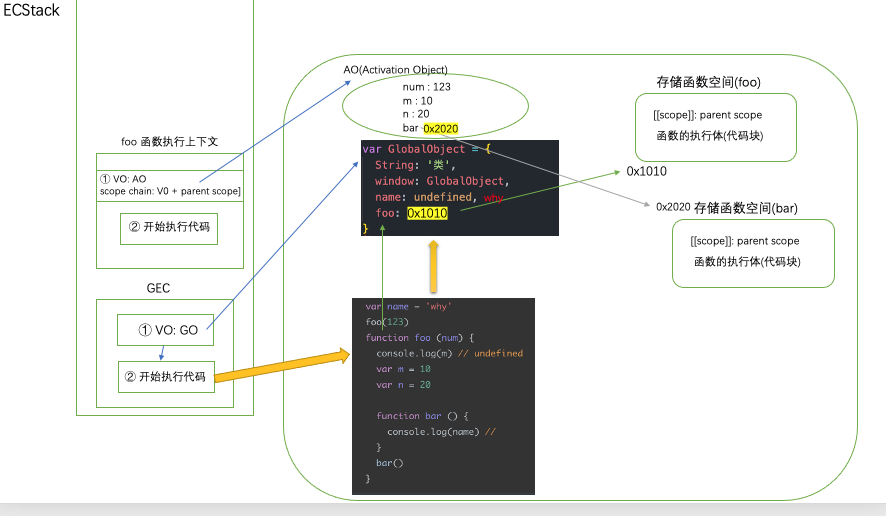 ECStack
foo 函数执行上下文
① VO: AO
scope chain: V0 + parent scope]
② 开始执行代码
GEC
① VO: GO
② 开始执行代码
AO(Activation Object)
num : 123
m : 10
n : 20
bar 0x2020
var GlobalObject = {
String: '类',
window: GlobalObject,
name: undefined, why
foo: 0x1010
}
var name = 'why'
foo(123)
function foo (num) {
console.log(m) // undefined
var m = 10
var n = 20
function bar () {
console.log(name) //
}
bar()
}
存储函数空间(foo)
[[scope]]: parent scope
函数的执行体(代码块)
0x1010
0x2020 存储函数空间(bar)
[[scope]]: parent scope
函数的执行体(代码块)